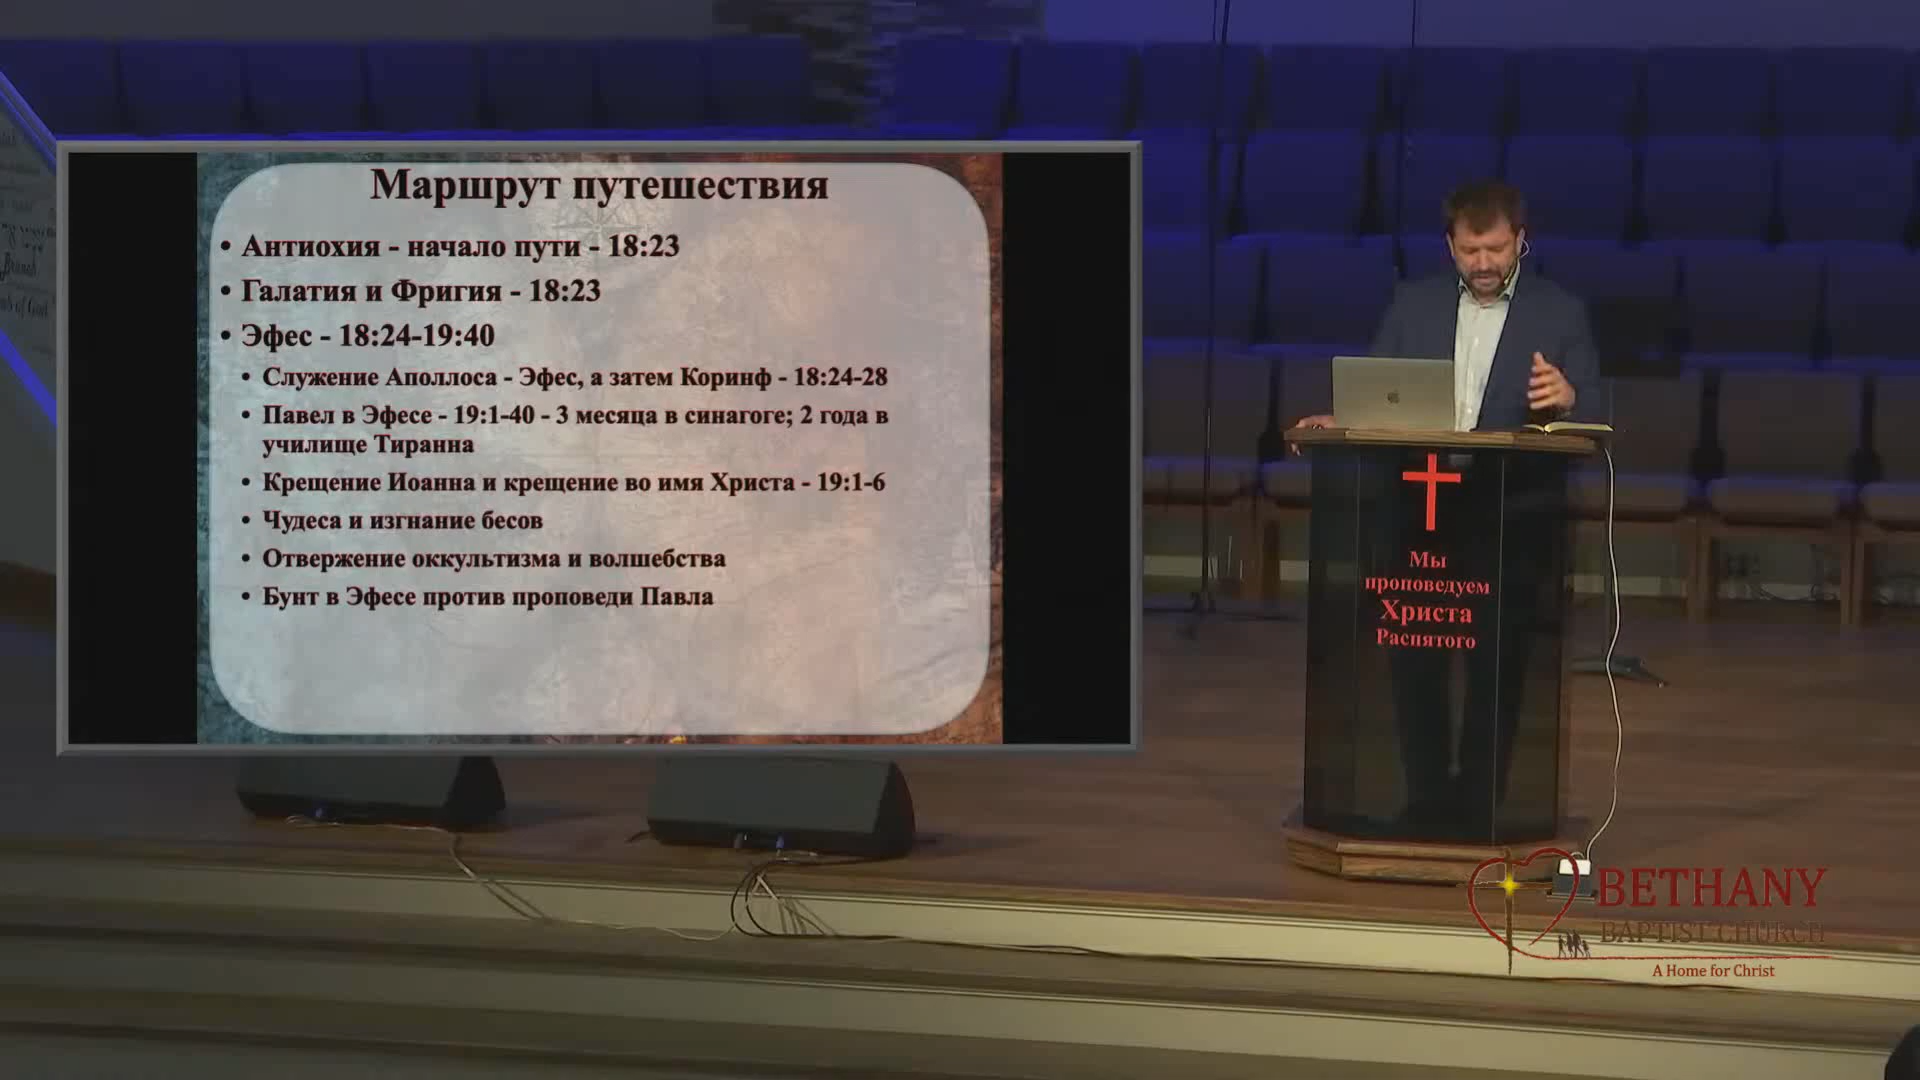 Маршрут путешествия
• Антиохия - начало пути - 18:23
• Галатия и Фригия - 18:23
• Эфес - 18:24-19:40
• Служение Аполлоса - Эфес, а затем Коринф - 18:24-28
• Павел в Эфесе - 19:1-40 - 3 месяца в синагоге; 2 года в
училище Тиранна
• Крещение Иоанна и крещение во имя Христа - 19:1-6
• Чудеса и изгнание бесов
• Отвержение оккультизма и волшебства
• Бунт в Эфесе против проповеди Павла
Мы
проповедуем
Христа
Распятого
BETHANY
BAPTIST CHURCH
A Home for Christ